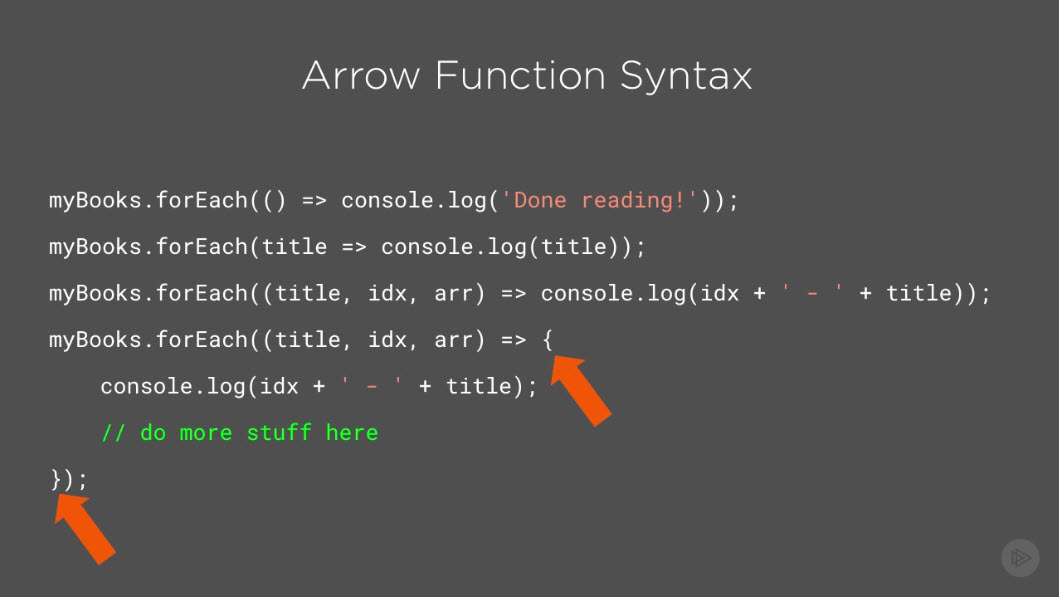 Arrow Function Syntax
myBooks.forEach(() => console.log('Done reading!'));
myBooks.forEach(title => console.log(title));
myBooks.forEach((title, idx, arr) => console.log(idx + ' - ' + title));
myBooks.forEach((title, idx, arr) => {
console.log(idx + ' - ' + title);
// do more stuff here
});